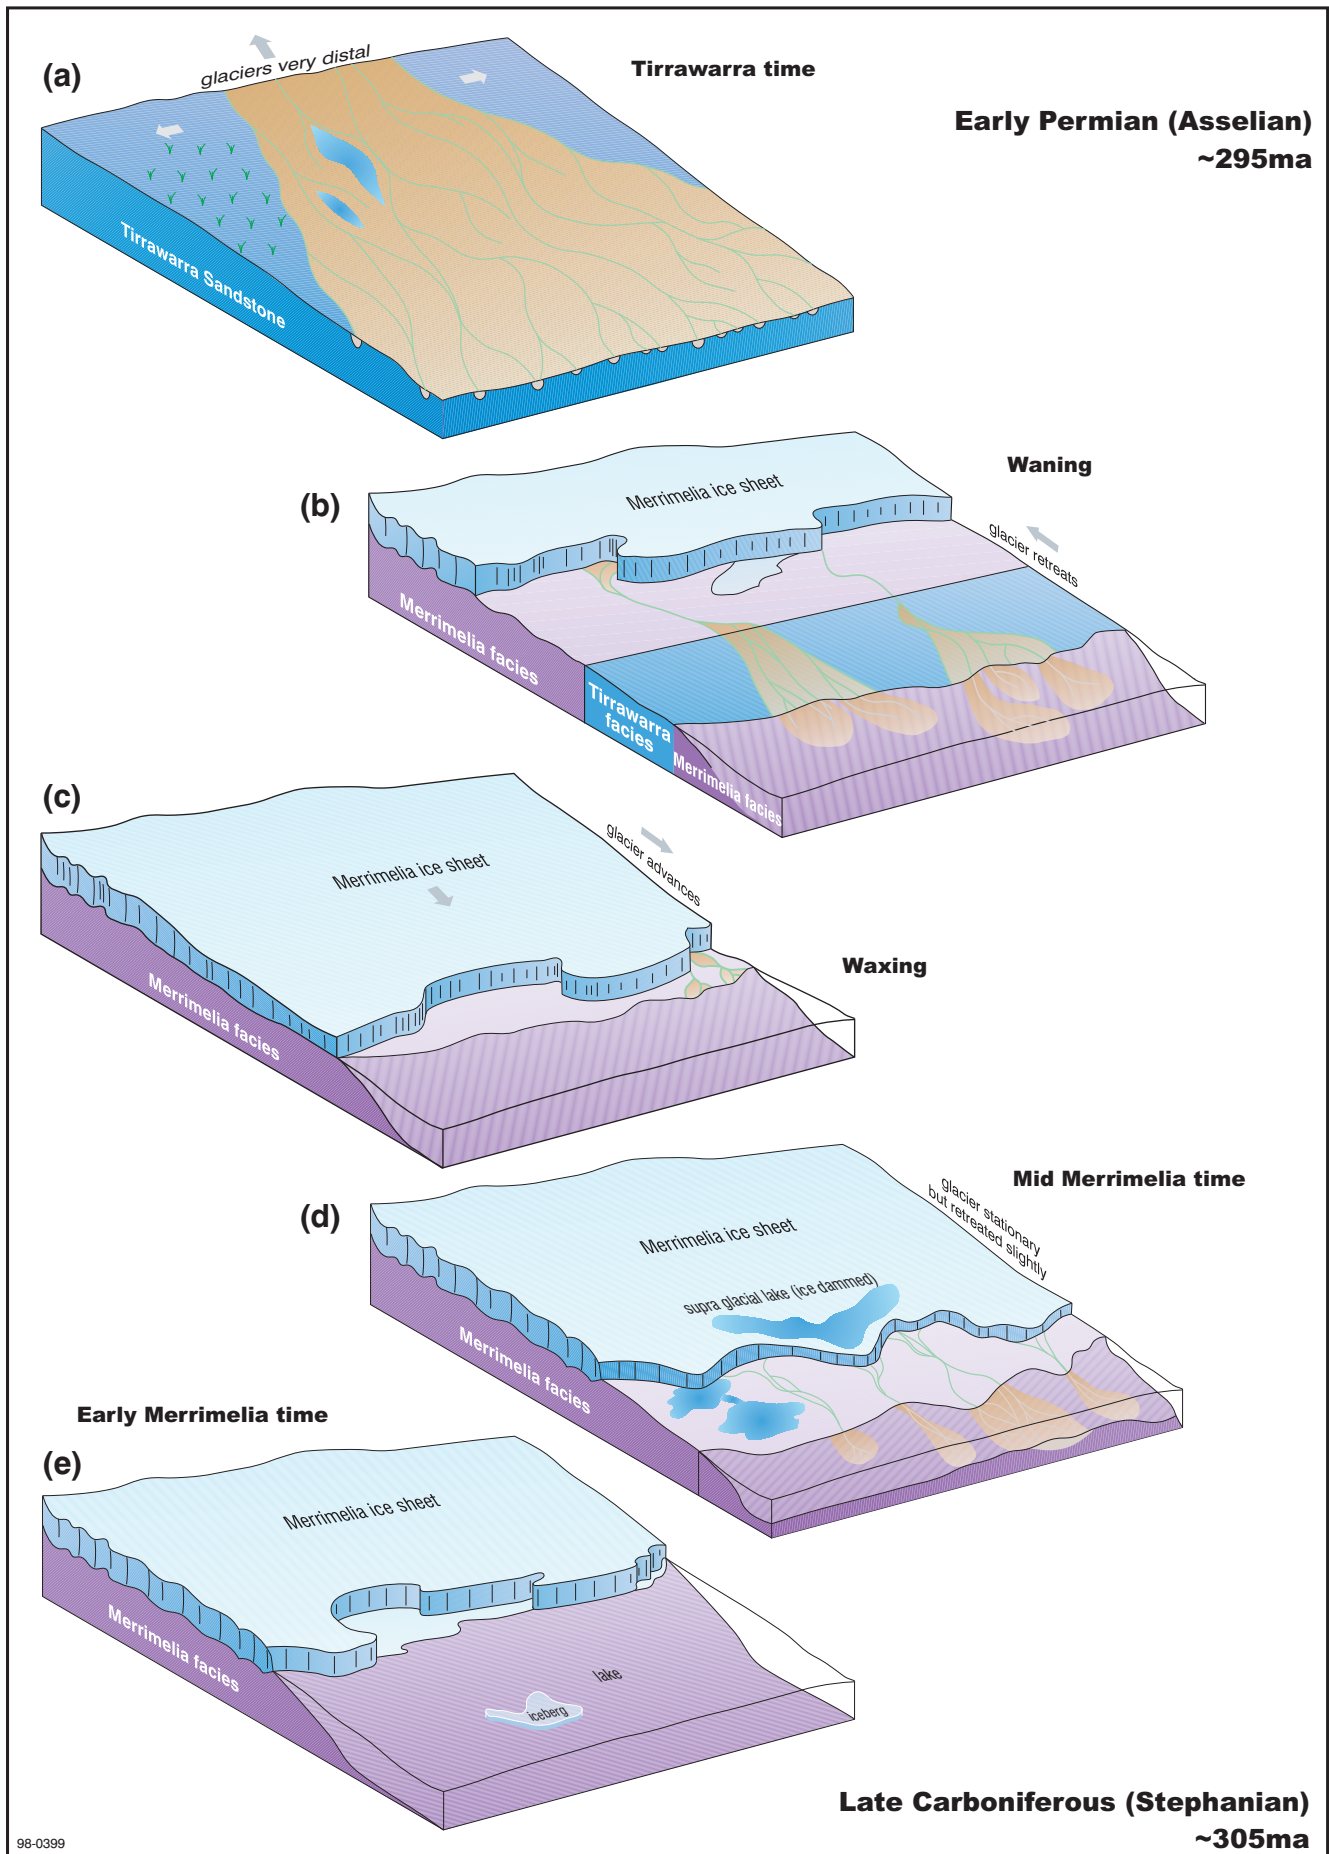 (a)
glaciers very distal
Tirrawarra time
Early Permian (Asselian)
~295ma
Tirrawarra Sandstone
Waning
(b)
Merrimelia ice sheet
glacier retreats
Merrimelia facies
Tirrawarra
facies
Merrimelia facies
(c)
glacier advances
Merrimelia ice sheet
Waxing
Merrimelia facies
Mid Merrimelia time
(d)
glacier stationary
but retreated slightly
Merrimelia ice sheet
supra glacial lake (ice dammed)
Merrimelia facies
Early Merrimelia time
(e)
Merrimelia ice sheet
Merrimelia facies
lake
iceberg
Late Carboniferous (Stephanian)
~305ma
98-0399